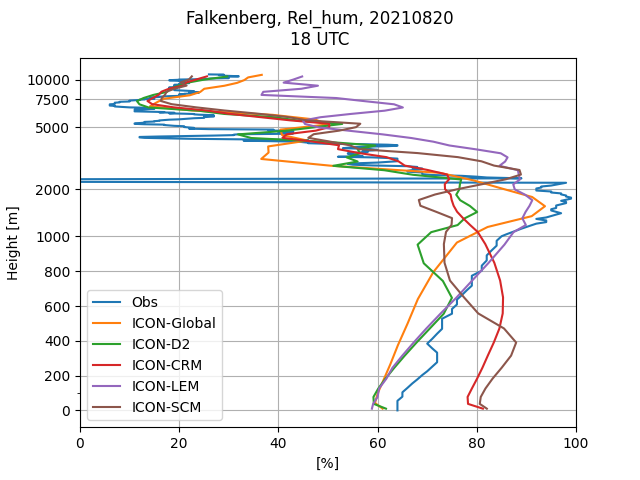 Falkenberg, Rel_hum, 20210820
18 UTC
Height [m]
10000
7500
5000
2000
1000
800
600
400
200
0
Obs
ICON-Global
ICON-D2
ICON-CRM
ICON-LEM
ICON-SCM
0 20 40 60 80 100
[%]